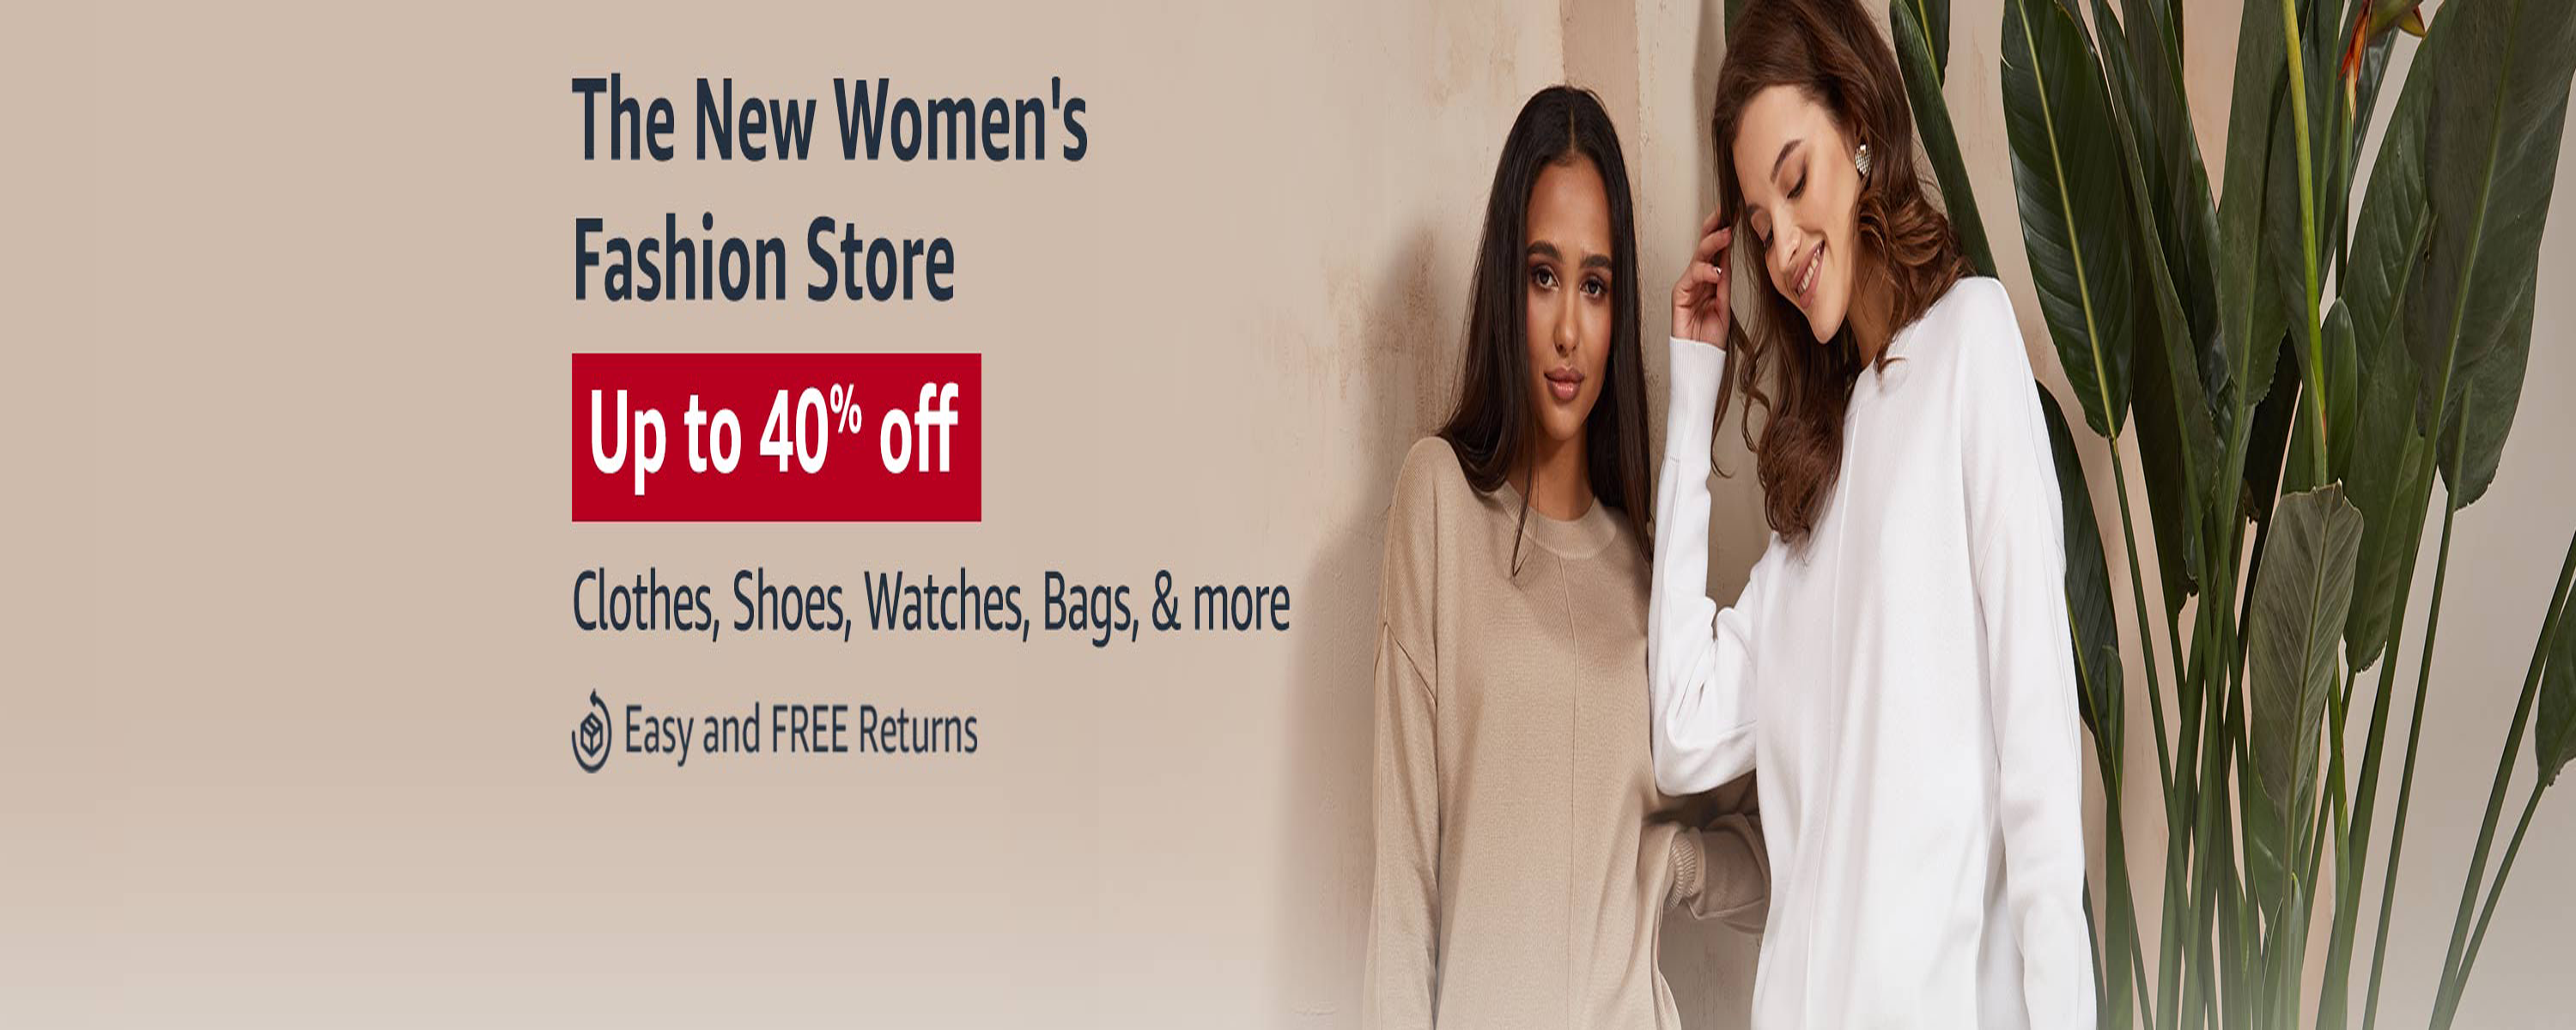 The New Women's
Fashion Store
Up to 40% off
Clothes, Shoes, Watches, Bags, & more
Easy and FREE Returns